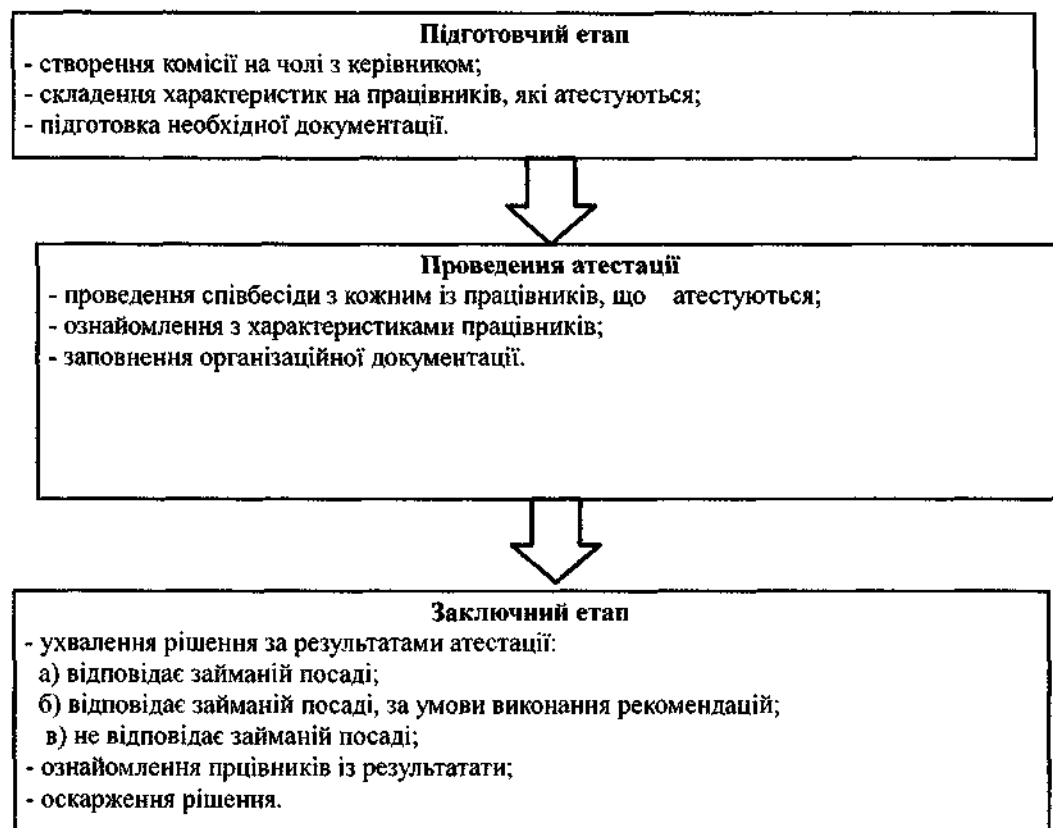 Підготовчий етап
- створення комісії на чолі з керівником;
- складення характеристик на працівників, які атестуються;
- підготовка необхідної документації.
Проведення атестації
- проведення співбесіди з кожним із працівників, що атестуються;
- ознайомлення з характеристиками працівників;
- заповнення організаційної документації.
Заключний етап
- ухвалення рішення за результатами атестації:
а) відповідає займаній посаді;
б) відповідає займаній посаді, за умови виконання рекомендацій;
в) не відповідає займаній посаді;
- ознайомлення прцівників із результатати;
- оскарження рішення.